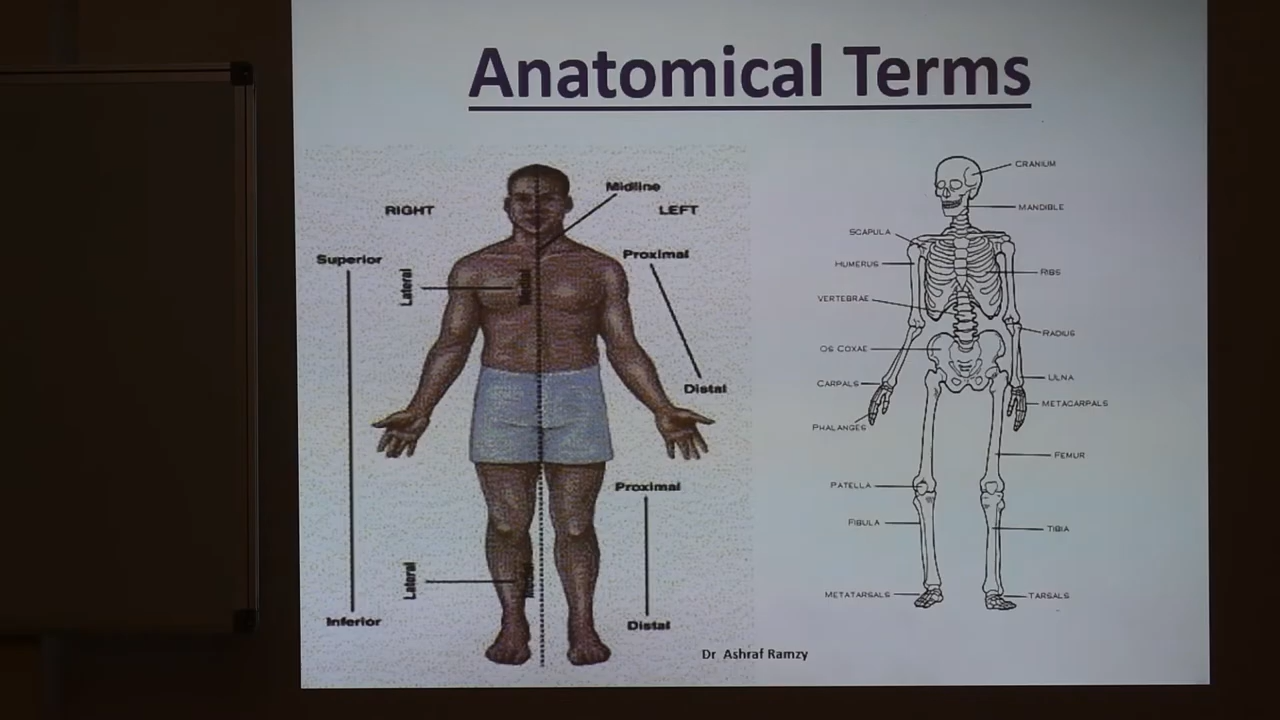 Anatomical Terms
Midline
RIGHT
LEFT
Superior
Proximal
Lateral
Distal
Proximal
Lateral
Inferior
Distal
CRANIUM
MANDIBLE
SCAPULA
HUMERUS
RIBS
VERTEBRAE
RADIUS
OS COXAE
ULNA
CARPALS
METACARPALS
PHALANGES
FEMUR
PATELLA
FIBULA
TIBIA
METATARSALS
TARSALS
Dr Ashraf Ramzy